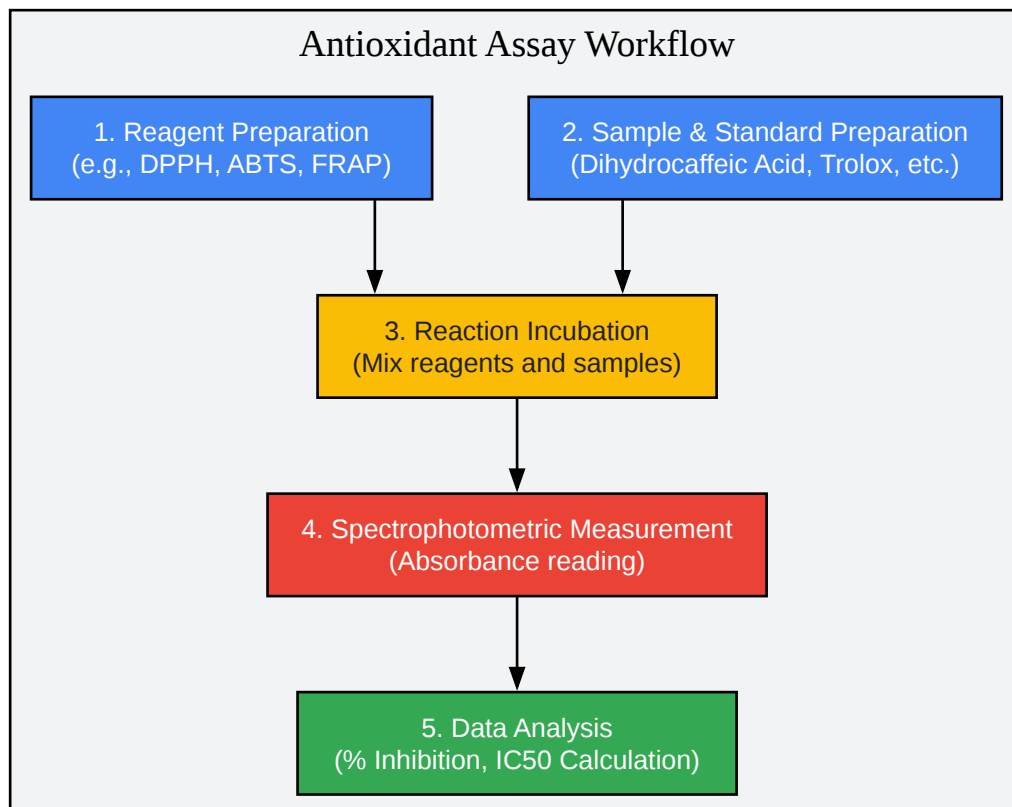 Antioxidant Assay Workflow
1. Reagent Preparation
(e.g., DPPH, ABTS, FRAP)
2. Sample & Standard Preparation
(Dihydrocaffeic Acid, Trolox, etc.)
3. Reaction Incubation
(Mix reagents and samples)
4. Spectrophotometric Measurement
(Absorbance reading)
5. Data Analysis
(% Inhibition, IC50 Calculation)